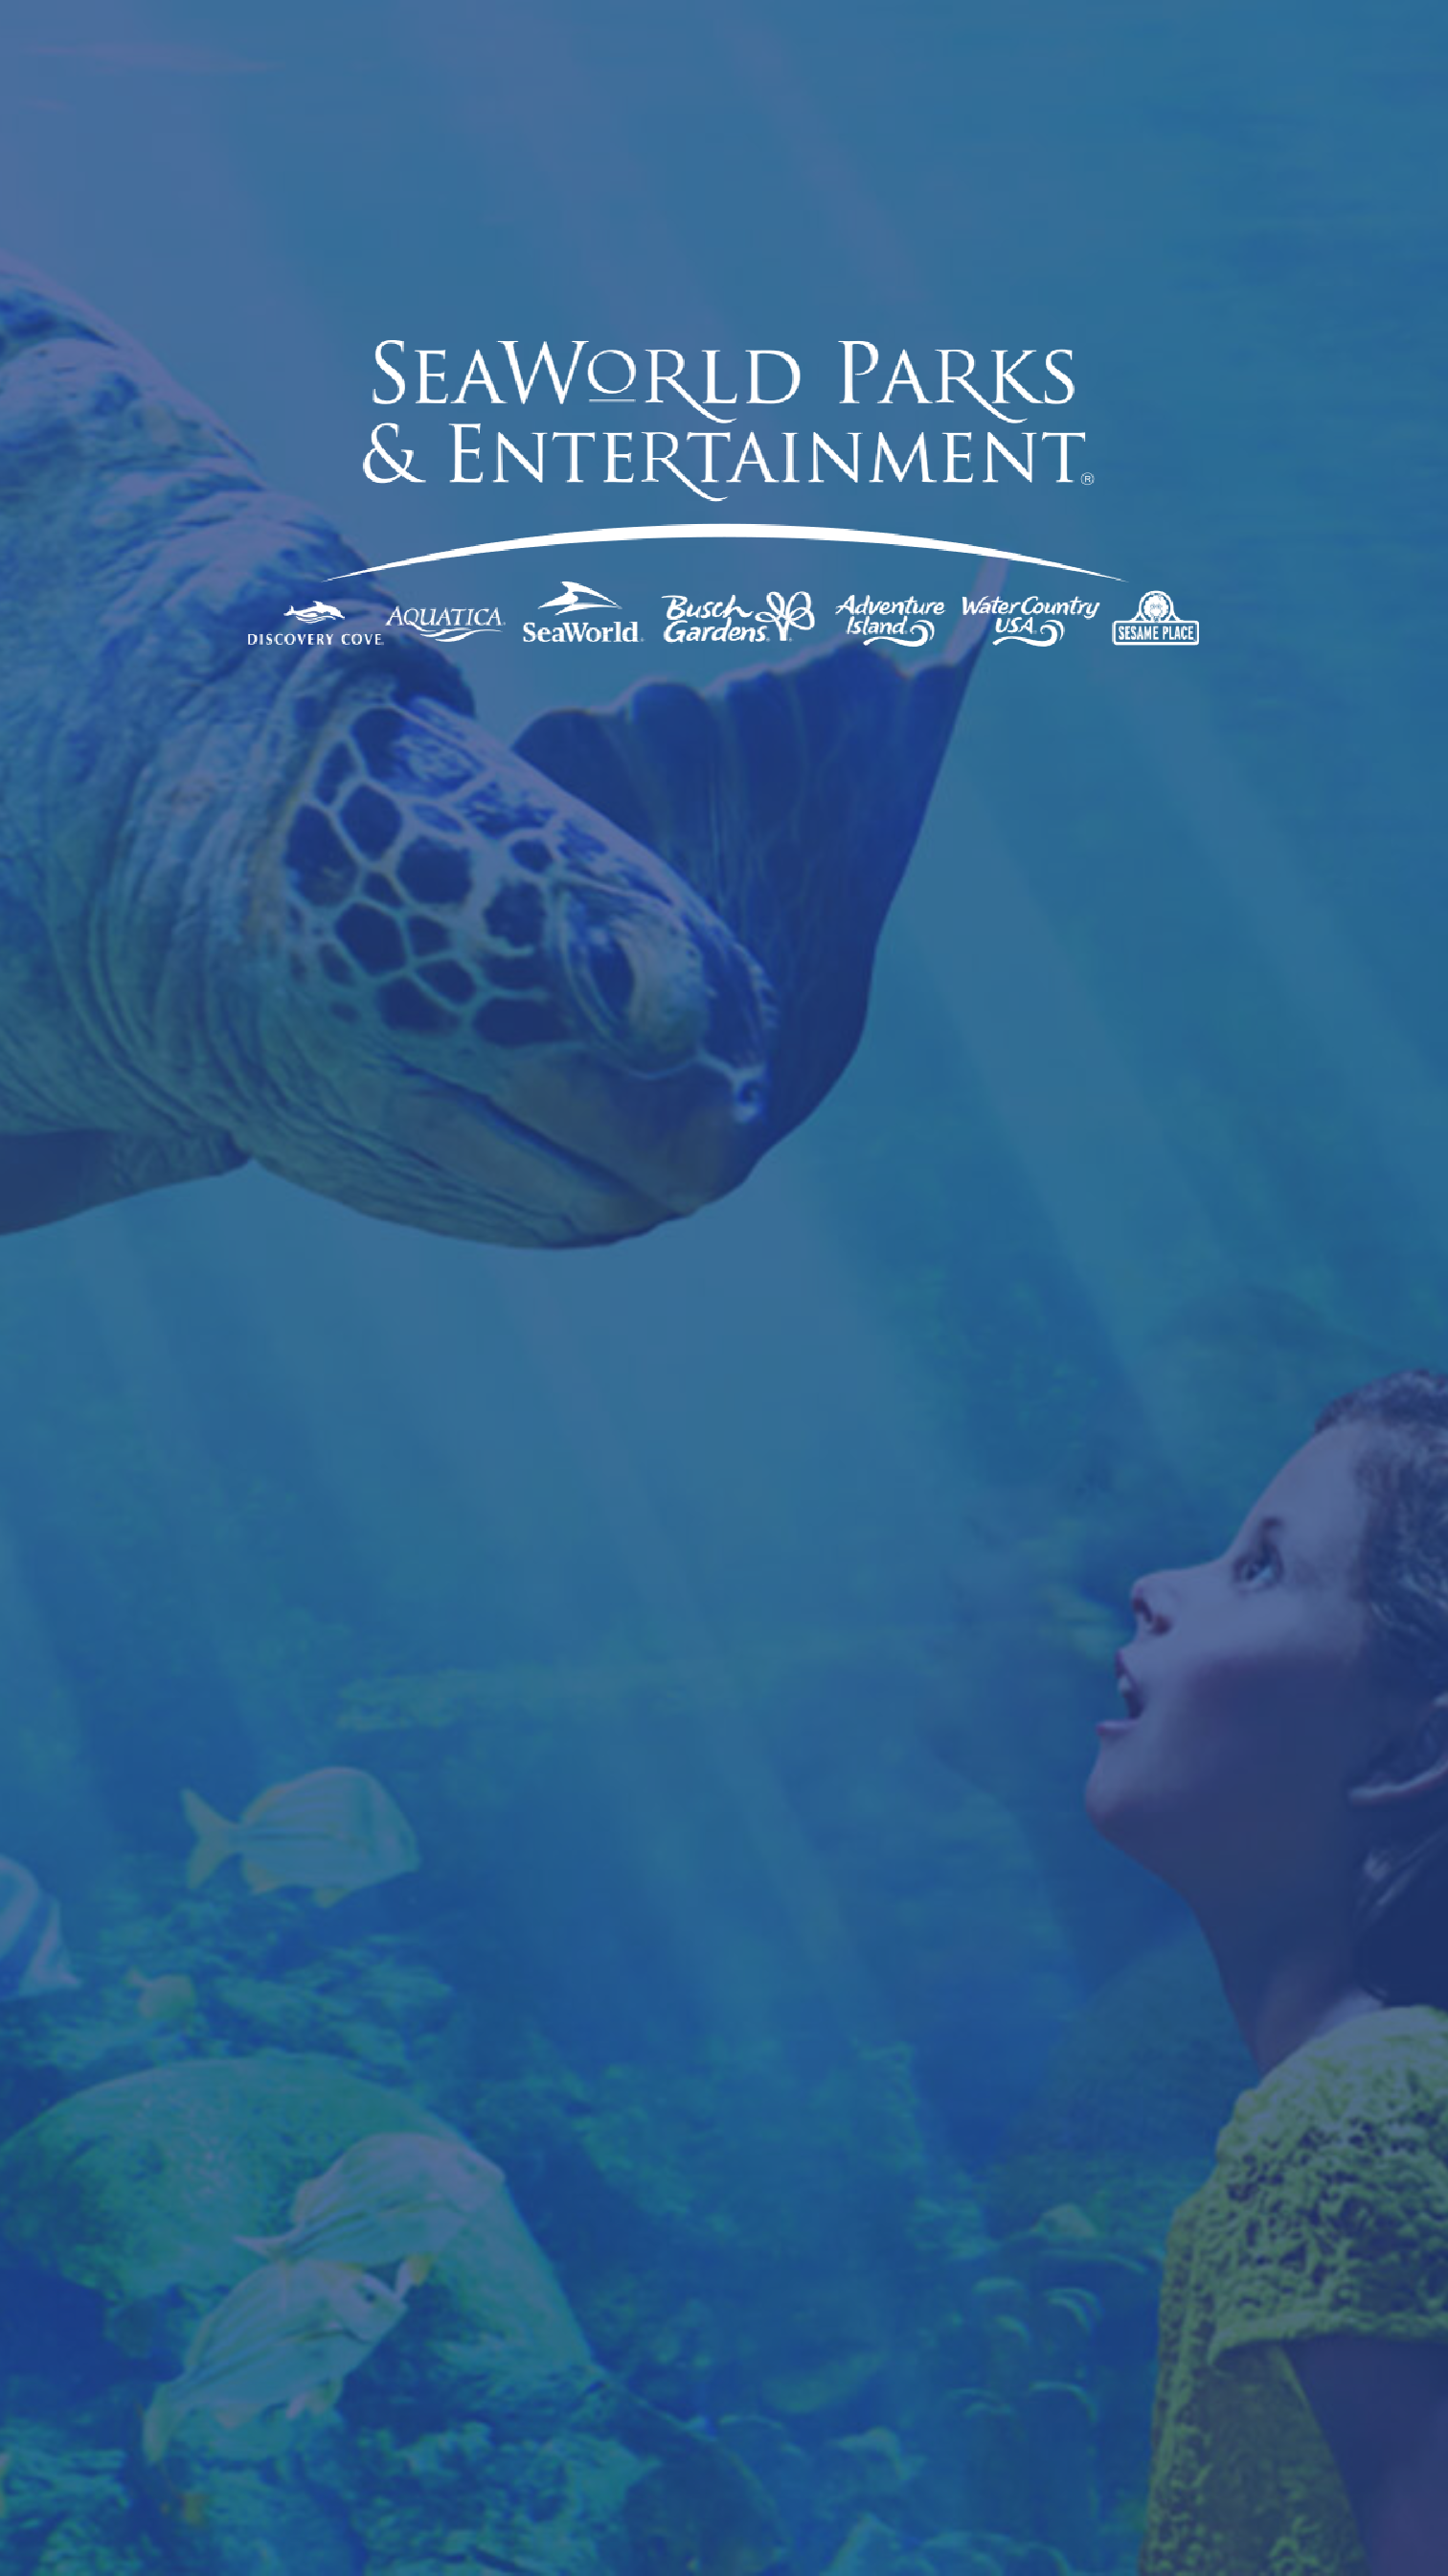 SEAWORLD PARKS
& ENTERTAINMENT®
DISCOVERY COVE
AQUATICA
SeaWorld
Busch
Gardens
Adventure
Island
Water Country
USA
SESAME PLACE